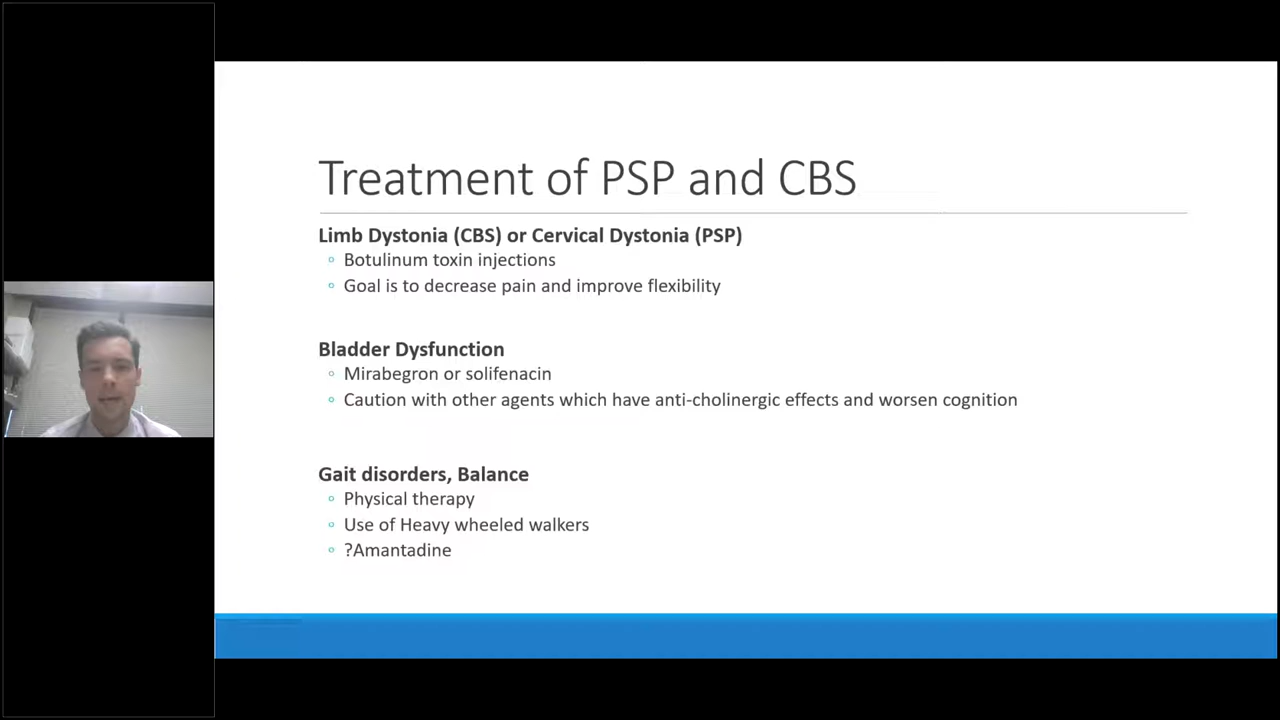 Treatment of PSP and CBS
Limb Dystonia (CBS) or Cervical Dystonia (PSP)
◦ Botulinum toxin injections
◦ Goal is to decrease pain and improve flexibility
Bladder Dysfunction
◦ Mirabegron or solifenacin
◦ Caution with other agents which have anti-cholinergic effects and worsen cognition
Gait disorders, Balance
◦ Physical therapy
◦ Use of Heavy wheeled walkers
◦ ?Amantadine